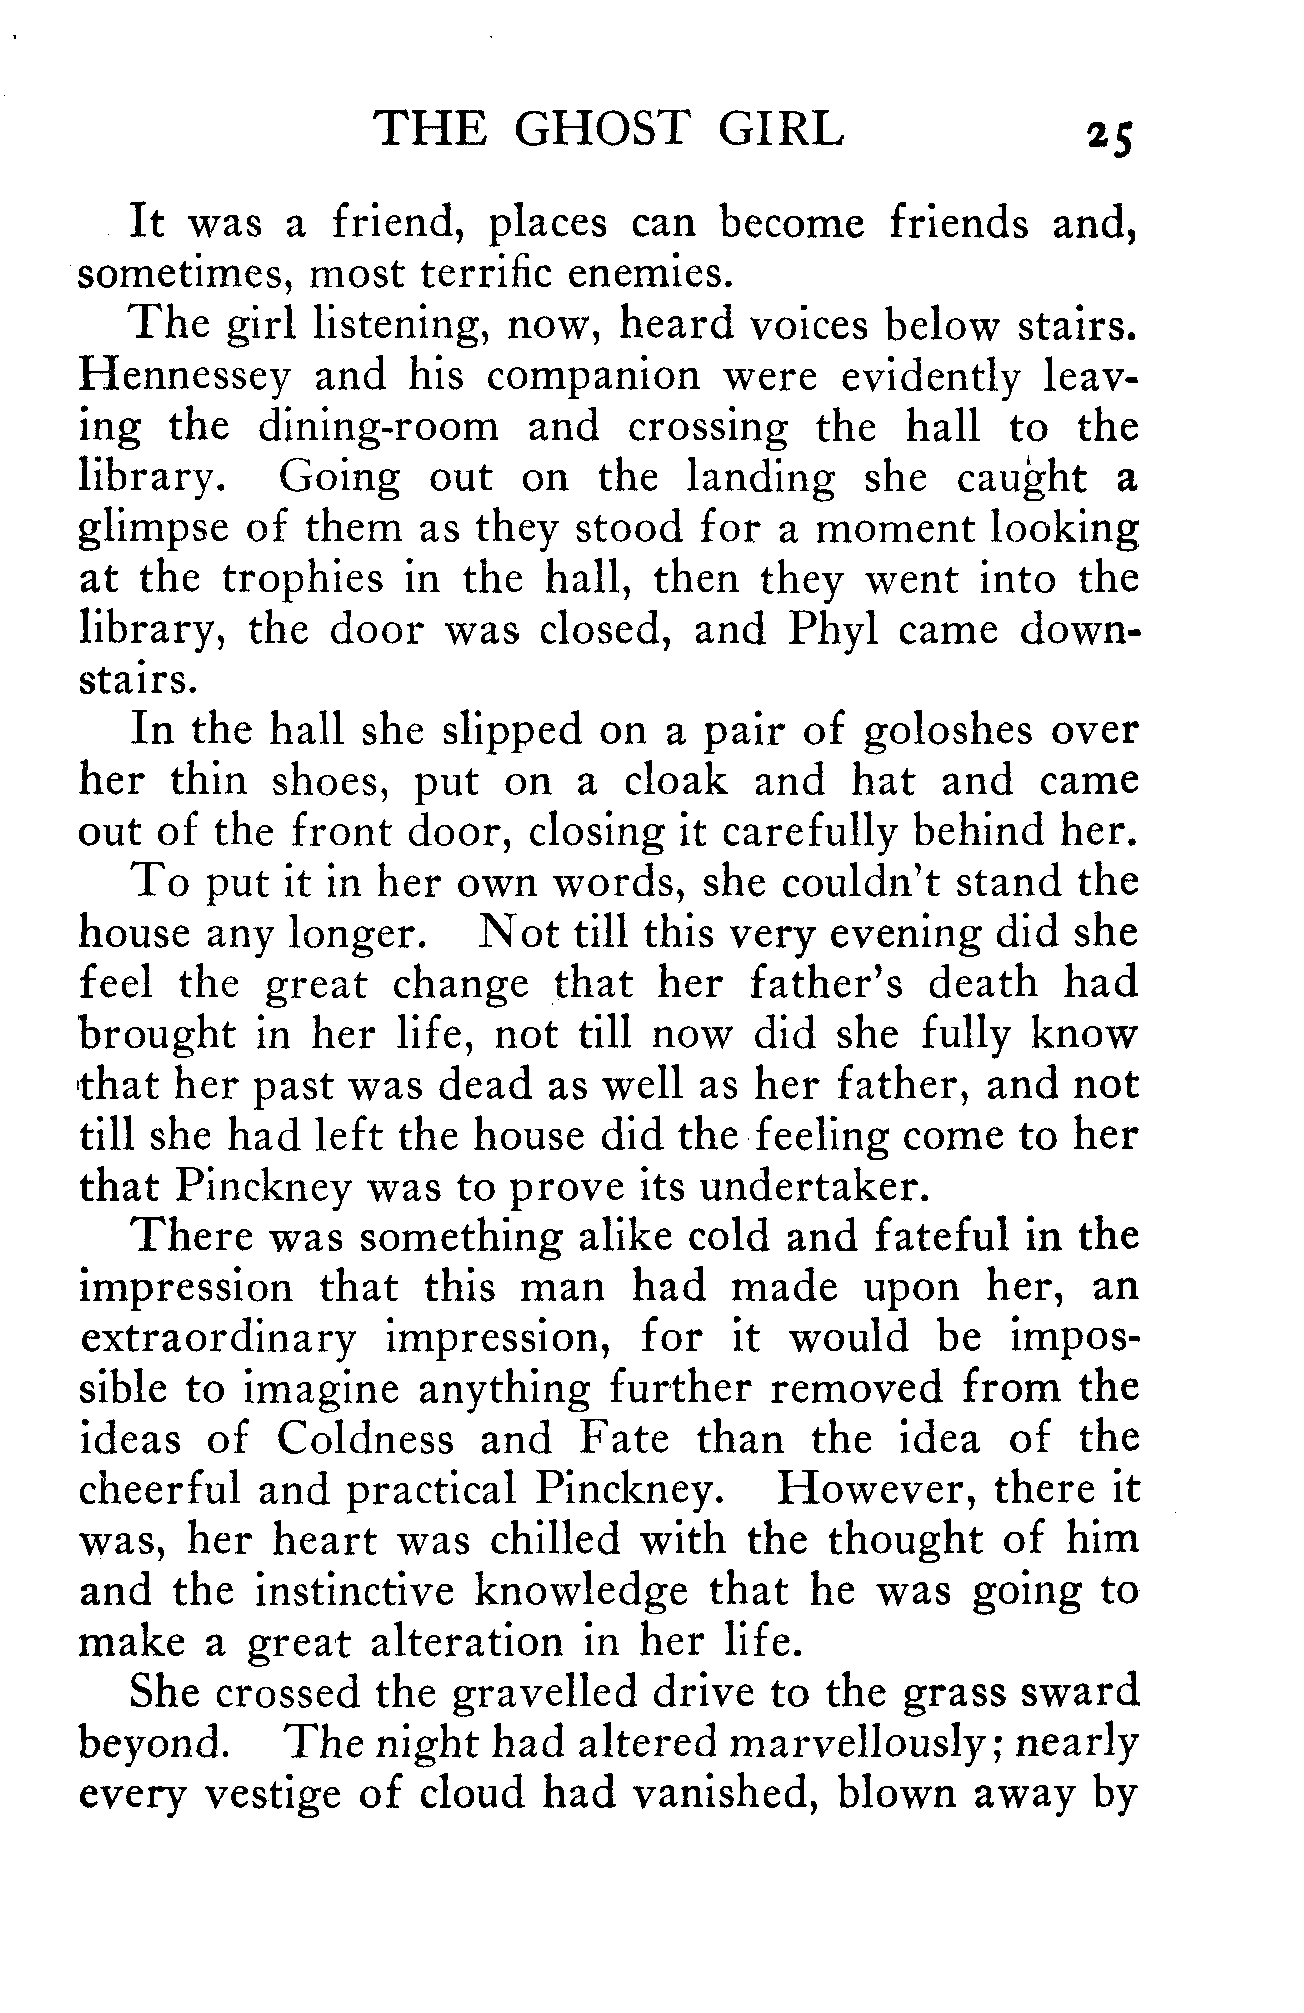 THE GHOST GIRL 25
It was a friend, places can become friends and,
sometimes, most terrific enemies.
The girl listening, now, heard voices below stairs.
Hennessey and his companion were evidently leav-
ing the dining-room and crossing the hall to the
library. Going out on the landing she caught a
glimpse of them as they stood for a moment looking
at the trophies in the hall, then they went into the
library, the door was closed, and Phyl came down-
stairs.
In the hall she slipped on a pair of goloshes over
her thin shoes, put on a cloak and hat and came
out of the front door, closing it carefully behind her.
To put it in her own words, she couldn't stand the
house any longer. Not till this very evening did she
feel the great change that her father's death had
brought in her life, not till now did she fully know
that her past was dead as well as her father, and not
till she had left the house did the feeling come to her
that Pinckney was to prove its undertaker.
There was something alike cold and fateful in the
impression that this man had made upon her, an
extraordinary impression, for it would be impos-
sible to imagine anything further removed from the
ideas of Coldness and Fate than the idea of the
cheerful and practical Pinckney. However, there it
was, her heart was chilled with the thought of him
and the instinctive knowledge that he was going to
make a great alteration in her life.
She crossed the gravelled drive to the grass sward
beyond. The night had altered marvellously; nearly
every vestige of cloud had vanished, blown away by